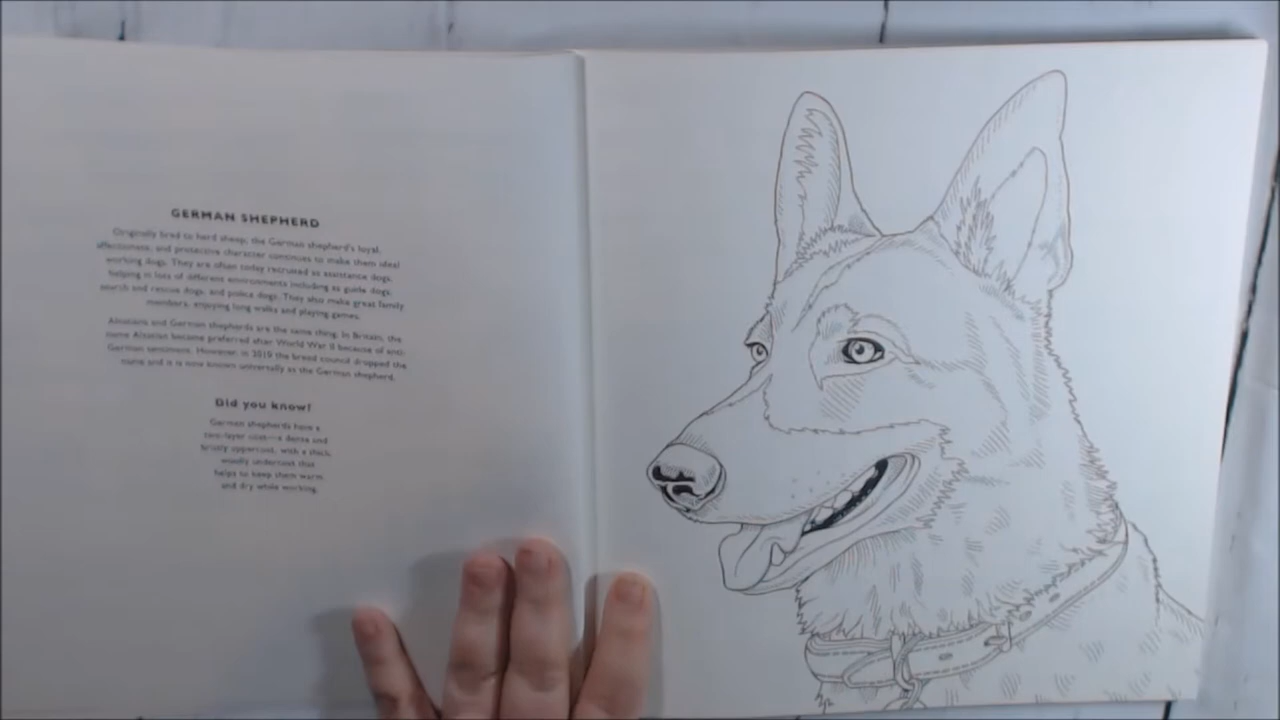 GERMAN SHEPHERD
Originally bred to herd sheep, the German shepherd's loyal,
affectionate, and protective character continues to make them ideal
working dogs. They are often today recruited as assistance dogs,
helping in lots of different environments including as guide dogs,
search and rescue dogs, and police dogs. They also make great family
members, enjoying long walks and playing games.
Alsatians and German shepherds are the same thing. In Britain, the
name Alsatian became preferred after World War II because of anti-
German sentiment. However, in 2010 the breed council dropped the
name and it is now known universally as the German shepherd.
Did you know?
German shepherds have a
two-layer coat—a dense and
bristly uppercoat, with a thick,
woolly undercoat that
helps to keep them warm
and dry while working.